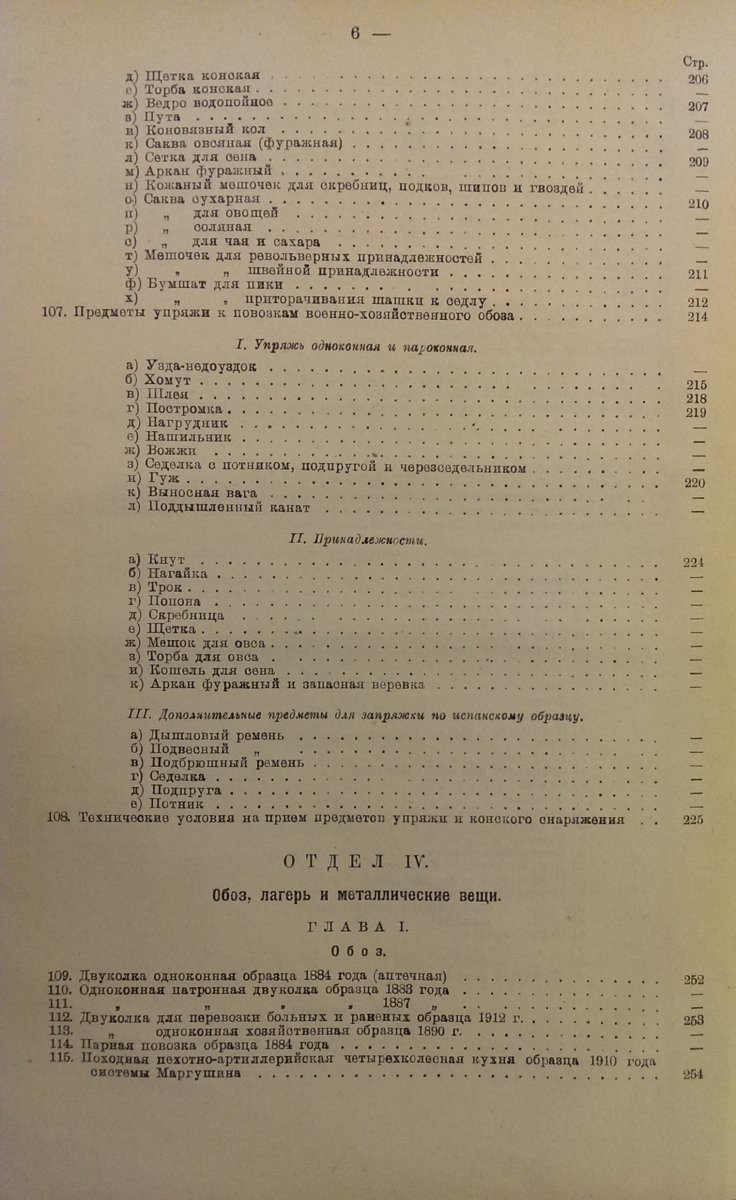 6 —
Стр.
д) Щетка конская . . . . . . . . . . 206
е) Торба конская . . . . . . . . . . —
ж) Ведро водопойное . . . . . . . . . . 207
з) Пута . . . . . . . . . . —
и) Коновязный кол . . . . . . . . . . 208
к) Саква овсяная (фуражная) . . . . . . . . . . —
л) Сетка для сена . . . . . . . . . . 209
м) Аркан фуражный . . . . . . . . . . —
н) Кожаный мешочек для скребниц, подков, шипов и гвоздей . . . . . . —
о) Саква сухарная . . . . . . . . . . 210
п) „ для овощей . . . . . . . . . . —
р) „ соляная . . . . . . . . . . —
с) „ для чая и сахара . . . . . . . . . . —
т) Мешочек для револьверных принадлежностей . . . . . . . . . . —
у) „ „ швейной принадлежности . . . . . . . . . . 211
ф) Бушмат для пики . . . . . . . . . . —
х) „ „ приторачивания шашки к седлу . . . . . . . . . . 212
107. Предметы упряжи к повозкам военно-хозяйственного обоза . . . . . . . . . . 214
I. Упряжь одноконная и пароконная.
а) Узда-недоуздок . . . . . . . . . . —
б) Хомут . . . . . . . . . . 215
в) Шлея . . . . . . . . . . 218
г) Постромка . . . . . . . . . . 219
д) Нагрудник . . . . . . . . . . —
е) Нашильник . . . . . . . . . . —
ж) Вожжи . . . . . . . . . . —
з) Седелка с потником, подпругой и черезседельником . . . . . . . . . . —
и) Гуж . . . . . . . . . . 220
к) Выносная вага . . . . . . . . . . —
л) Поддышленный канат . . . . . . . . . . —
II. Принадлежности.
а) Кнут . . . . . . . . . . 224
б) Нагайка . . . . . . . . . . —
в) Трок . . . . . . . . . . —
г) Попона . . . . . . . . . . —
д) Скребница . . . . . . . . . . —
е) Щетка . . . . . . . . . . —
ж) Мешок для овса . . . . . . . . . . —
з) Торба для овса . . . . . . . . . . —
и) Кошель для сена . . . . . . . . . . —
к) Аркан фуражный и запасная веревка . . . . . . . . . . —
III. Дополнительные предметы для запряжки по испанскому образцу.
а) Дышловый ремень . . . . . . . . . . —
б) Подвесный „ . . . . . . . . . . —
в) Подбрюшный ремень . . . . . . . . . . —
г) Седелка . . . . . . . . . . —
д) Подпруга . . . . . . . . . . —
е) Потник . . . . . . . . . . —
108. Технические условия на прием предметов упряжи и конского снаряжения . . 225
ОТДЕЛ IV.
Обоз, лагерь и металлические вещи.
ГЛАВА I.
Обоз.
109. Двуколка одноконная образца 1884 года (аптечная) . . . . . . . . . . 252
110. Одноконная патронная двуколка образца 1883 года . . . . . . . . . . —
111. „ „ „ „ 1887 „ . . . . . . . . . . —
112. Двуколка для перевозки больных и раненых образца 1912 г. . . . . . . . . . . 253
113. „ одноконная хозяйственная образца 1890 г. . . . . . . . . . . —
114. Парная повозка образца 1884 года . . . . . . . . . . —
115. Походная пехотно-артиллерийская четырехколесная кухня образца 1910 года
системы Маргушина . . . . . . . . . . 254